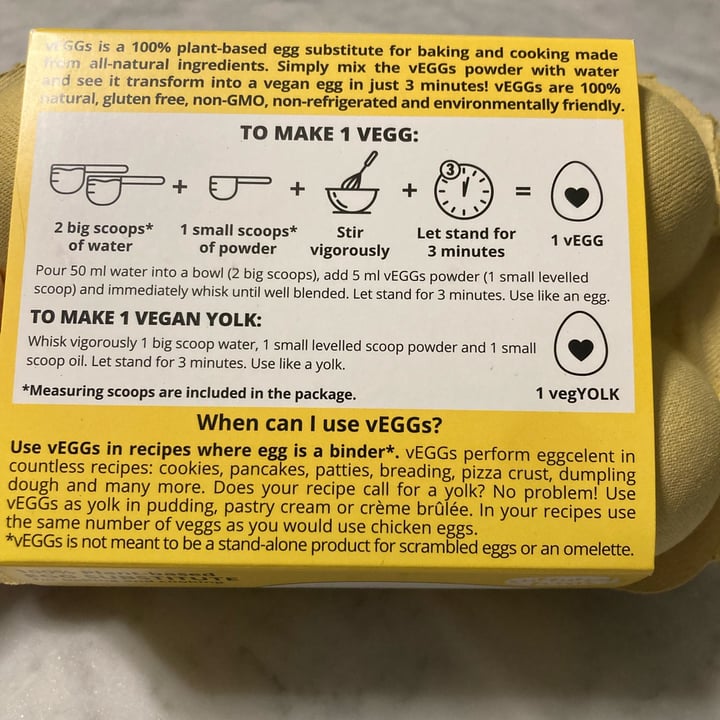 vEGGs is a 100% plant-based egg substitute for baking and cooking made
from all-natural ingredients. Simply mix the vEGGs powder with water
and see it transform into a vegan egg in just 3 minutes! vEGGs are 100%
natural, gluten free, non-GMO, non-refrigerated and environmentally friendly.
TO MAKE 1 VEGG:
+ + + 3 =
2 big scoops*
of water
1 small scoops*
of powder
Stir
vigorously
Let stand for
3 minutes
1 vEGG
Pour 50 ml water into a bowl (2 big scoops), add 5 ml vEGGs powder (1 small levelled
scoop) and immediately whisk until well blended. Let stand for 3 minutes. Use like an egg.
TO MAKE 1 VEGAN YOLK:
Whisk vigorously 1 big scoop water, 1 small levelled scoop powder and 1 small
scoop oil. Let stand for 3 minutes. Use like a yolk.
*Measuring scoops are included in the package.
1 vegYOLK
When can I use vEGGs?
Use vEGGs in recipes where egg is a binder*. vEGGs perform eggcelent in
countless recipes: cookies, pancakes, patties, breading, pizza crust, dumpling
dough and many more. Does your recipe call for a yolk? No problem! Use
vEGGs as yolk in pudding, pastry cream or crème brûlée. In your recipes use
the same number of veggs as you would use chicken eggs.
*vEGGs is not meant to be a stand-alone product for scrambled eggs or an omelette.
100% Plant-based
EGG SUBSTITUTE